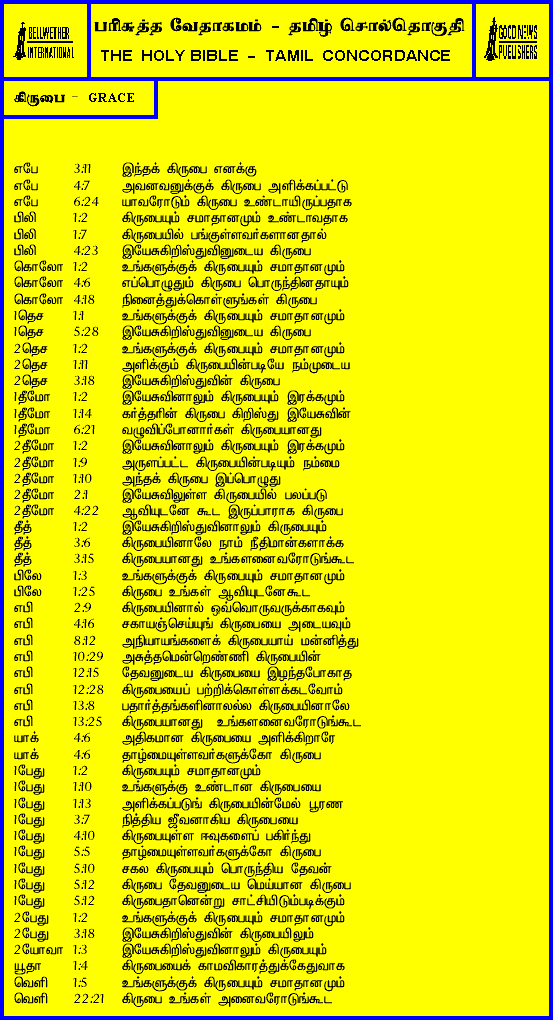 BELLWETHER
INTERNATIONAL
பரிசுத்த வேதாகமம் - தமிழ் சொல்தொகுதி
THE HOLY BIBLE - TAMIL CONCORDANCE
GOOD NEWS
PUBLISHERS
கிருபை - GRACE
எபே 3:11 இந்தக் கிருபை எனக்கு
எபே 4:7 அவனவனுக்குக் கிருபை அளிக்கப்பட்டு
எபே 6:24 யாவரோடும் கிருபை உண்டாயிருப்பதாக
பிலி 1:2 கிருபையும் சமாதானமும் உண்டாவதாக
பிலி 1:7 கிருபையில் பங்குள்ளவர்களானதால்
பிலி 4:23 இயேசுகிறிஸ்துவினுடைய கிருபை
கொலோ 1:2 உங்களுக்குக் கிருபையும் சமாதானமும்
கொலோ 4:6 எப்பொழுதும் கிருபை பொருந்தினதாயும்
கொலோ 4:18 நினைத்துக்கொள்ளுங்கள் கிருபை
1தெச 1:1 உங்களுக்குக் கிருபையும் சமாதானமும்
1தெச 5:28 இயேசுகிறிஸ்துவினுடைய கிருபை
2தெச 1:2 உங்களுக்குக் கிருபையும் சமாதானமும்
2தெச 1:11 அளிக்கும் கிருபையின்படியே நம்முடைய
2தெச 3:18 இயேசுகிறிஸ்துவின் கிருபை
1தீமோ 1:2 இயேசுவினாலும் கிருபையும் இரக்கமும்
1தீமோ 1:14 கர்த்தரின் கிருபை கிறிஸ்து இயேசுவின்
1தீமோ 6:21 வழுவிப்போனார்கள் கிருபையானது
2தீமோ 1:2 இயேசுவினாலும் கிருபையும் இரக்கமும்
2தீமோ 1:9 அருளப்பட்ட கிருபையின்படியும் நம்மை
2தீமோ 1:10 அந்தக் கிருபை இப்பொழுது
2தீமோ 2:1 இயேசுவிலுள்ள கிருபையில் பலப்படு
2தீமோ 4:22 ஆவியுடனே கூட இருப்பாராக கிருபை
தீத் 1:2 இயேசுகிறிஸ்துவினாலும் கிருபையும்
தீத் 3:6 கிருபையினாலே நாம் நீதிமான்களாக்க
தீத் 3:15 கிருபையானது உங்களனைவரோடுங்கூட
பிலே 1:3 உங்களுக்குக் கிருபையும் சமாதானமும்
பிலே 1:25 கிருபை உங்கள் ஆவியுடனேகூட
எபி 2:9 கிருபையினால் ஒவ்வொருவருக்காகவும்
எபி 4:16 சகாயஞ்செய்யுங் கிருபையை அடையவும்
எபி 8:12 அநியாயங்களைக் கிருபையாய் மன்னித்து
எபி 10:29 அசுத்தமென்றெண்ணி கிருபையின்
எபி 12:15 தேவனுடைய கிருபையை இழந்தபோகாத
எபி 12:28 கிருபையைப் பற்றிக்கொள்ளக்கடவோம்
எபி 13:8 பதார்த்தங்களினாலல்ல கிருபையினாலே
எபி 13:25 கிருபையானது உங்களனைவரோடுங்கூட
யாக் 4:6 அதிகமான கிருபையை அளிக்கிறாரே
யாக் 4:6 தாழ்மையுள்ளவர்களுக்கோ கிருபை
1பேது 1:2 கிருபையும் சமாதானமும்
1பேது 1:10 உங்களுக்கு உண்டான கிருபையை
1பேது 1:13 அளிக்கப்படுங் கிருபையின்மேல் பூரண
1பேது 3:7 நித்திய ஜீவனாகிய கிருபையை
1பேது 4:10 கிருபையுள்ள ஈவுகளைப் பகிர்ந்து
1பேது 5:5 தாழ்மையுள்ளவர்களுக்கோ கிருபை
1பேது 5:10 சகல கிருபையும் பொருந்திய தேவன்
1பேது 5:12 கிருபை தேவனுடைய மெய்யான கிருபை
1பேது 5:12 கிருபைதானென்று சாட்சியிடும்படிக்கும்
2பேது 1:2 உங்களுக்குக் கிருபையும் சமாதானமும்
2பேது 3:18 இயேசுகிறிஸ்துவின் கிருபையிலும்
2யோவா 1:3 இயேசுகிறிஸ்துவினாலும் கிருபையும்
யூதா 1:4 கிருபையைக் காமவிகாரத்துக்கேதுவாக
வெளி 1:5 உங்களுக்குக் கிருபையும் சமாதானமும்
வெளி 22:21 கிருபை உங்கள் அனைவரோடுங்கூட